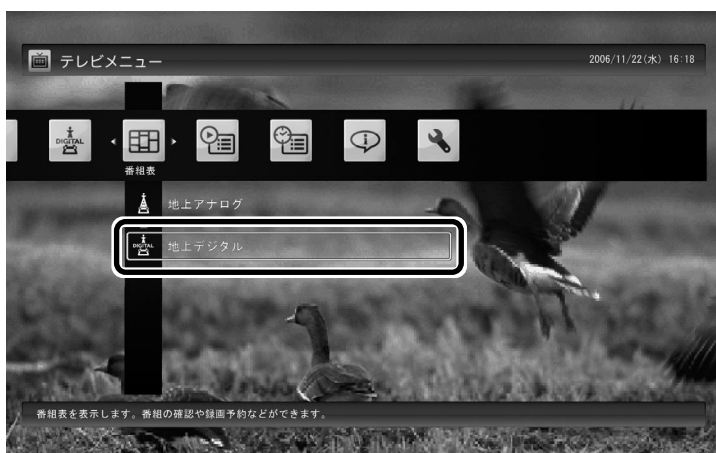 テレビメニュー
2006/11/22(水) 16:18
DIGITAL
番組表
地上アナログ
DIGITAL 地上デジタル
番組表を表示します。番組の確認や録画予約などができます。